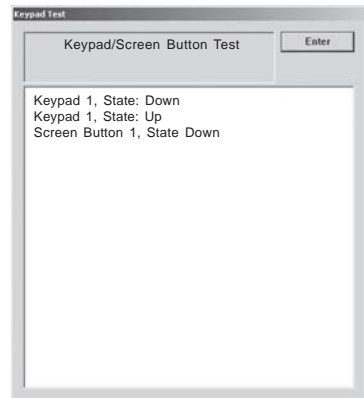 Keypad Test
Keypad/Screen Button Test
Enter
Keypad 1, State: Down
Keypad 1, State: Up
Screen Button 1, State Down